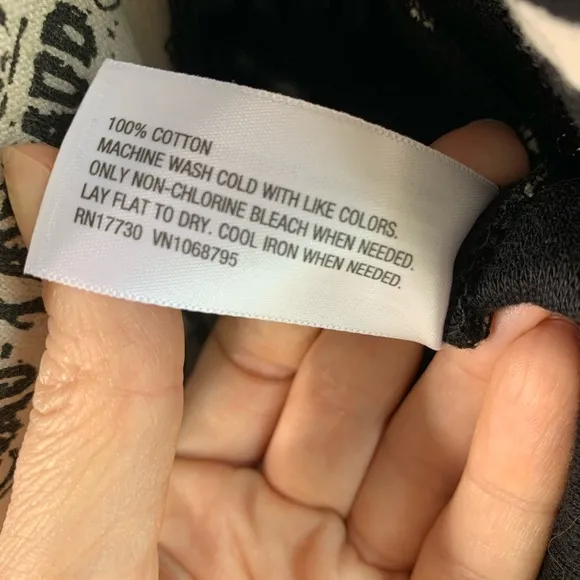 100% COTTON
MACHINE WASH COLD WITH LIKE COLORS.
ONLY NON-CHLORINE BLEACH WHEN NEEDED.
LAY FLAT TO DRY. COOL IRON WHEN NEEDED.
RN17730 VN1068795